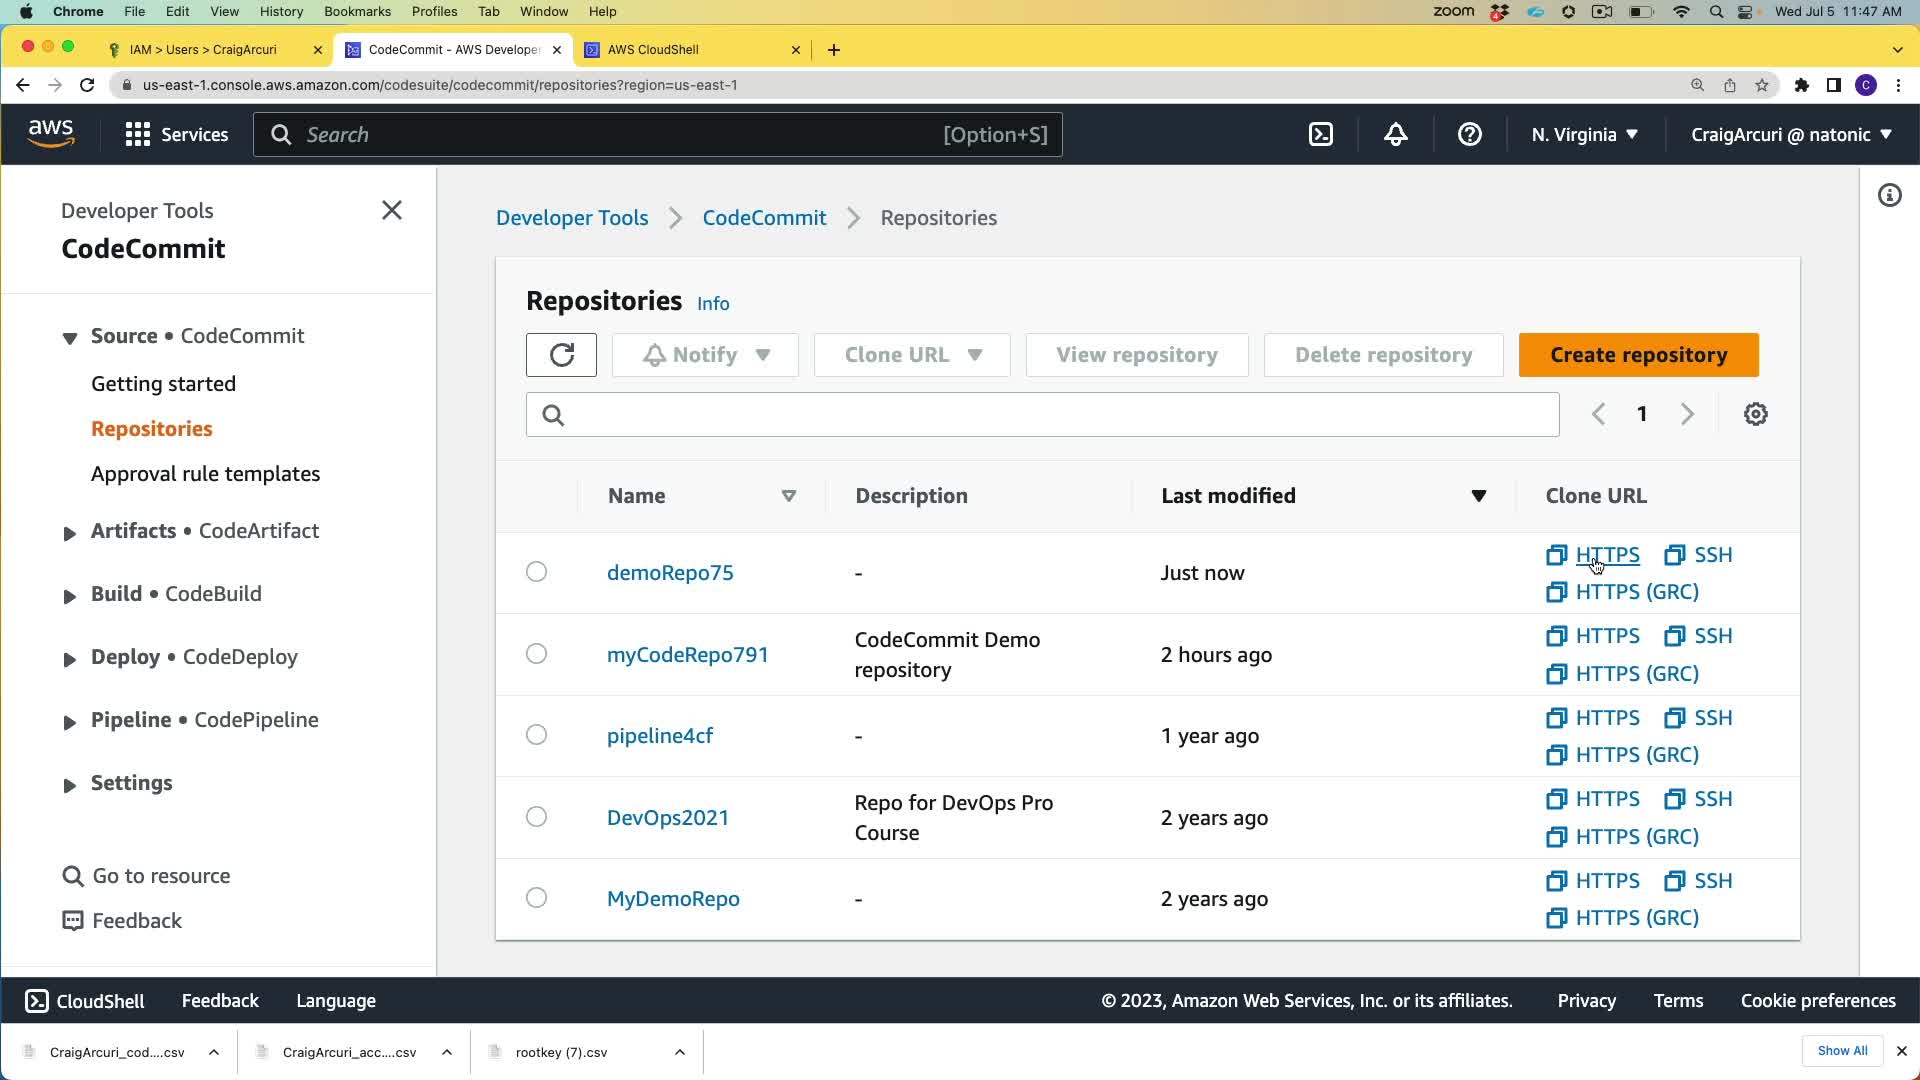 Chrome File Edit View History Bookmarks Profiles Tab Window Help zoom 4 Wed Jul 5 11:47 AM
IAM > Users > CraigArcuri CodeCommit - AWS Develope AWS CloudShell
us-east-1.console.aws.amazon.com/codesuite/codecommit/repositories?region=us-east-1 C
aws Services Search [Option+S] N. Virginia CraigArcuri @ natonic
Developer Tools
CodeCommit
Source • CodeCommit
Getting started
Repositories
Approval rule templates
Artifacts • CodeArtifact
Build • CodeBuild
Deploy • CodeDeploy
Pipeline • CodePipeline
Settings
Go to resource
Feedback
Developer Tools > CodeCommit > Repositories
Repositories Info
Notify Clone URL View repository Delete repository Create repository
1
Name Description Last modified Clone URL
demoRepo75 - Just now HTTPS SSH
HTTPS (GRC)
myCodeRepo791 CodeCommit Demo repository 2 hours ago HTTPS SSH
HTTPS (GRC)
pipeline4cf - 1 year ago HTTPS SSH
HTTPS (GRC)
DevOps2021 Repo for DevOps Pro Course 2 years ago HTTPS SSH
HTTPS (GRC)
MyDemoRepo - 2 years ago HTTPS SSH
HTTPS (GRC)
CloudShell Feedback Language © 2023, Amazon Web Services, Inc. or its affiliates. Privacy Terms Cookie preferences
CraigArcuri_cod....csv CraigArcuri_acc....csv rootkey (7).csv Show All